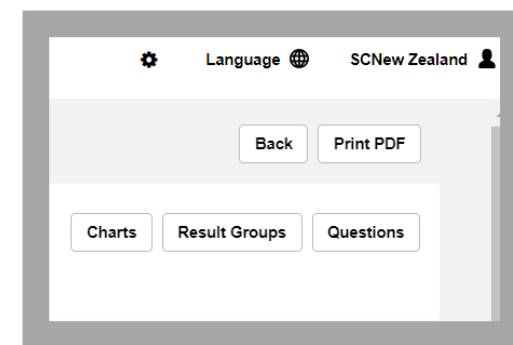 Language SCNew Zealand
Back Print PDF
Charts Result Groups Questions